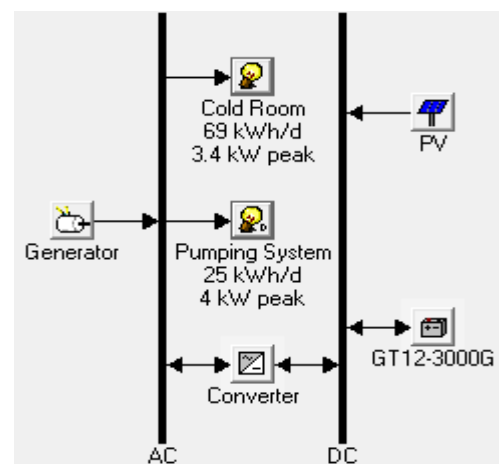 Cold Room
69 kWh/d
3.4 kW peak
PV
Generator
Pumping System
25 kWh/d
4 kW peak
GT12-3000G
Converter
AC
DC